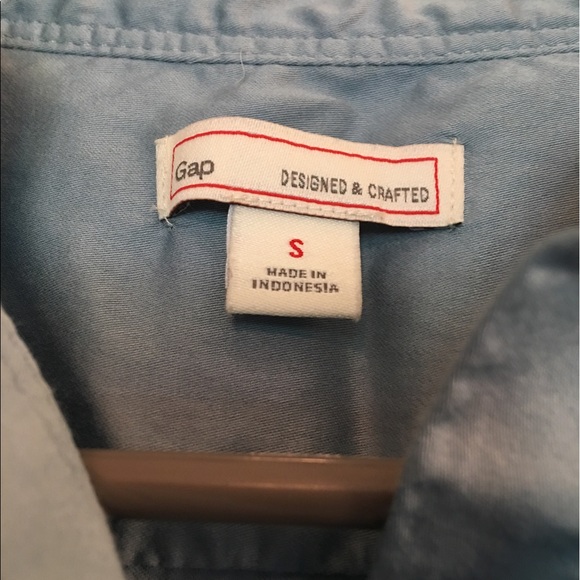 Gap
DESIGNED & CRAFTED
S
MADE IN
INDONESIA